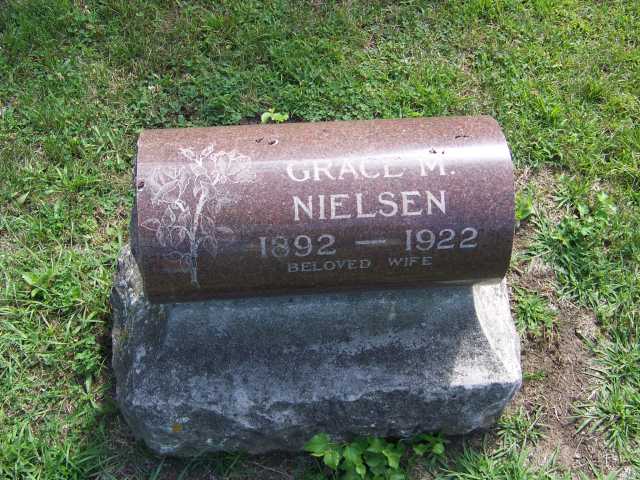 GRACE M.
NIELSEN
1892 — 1922
BELOVED WIFE